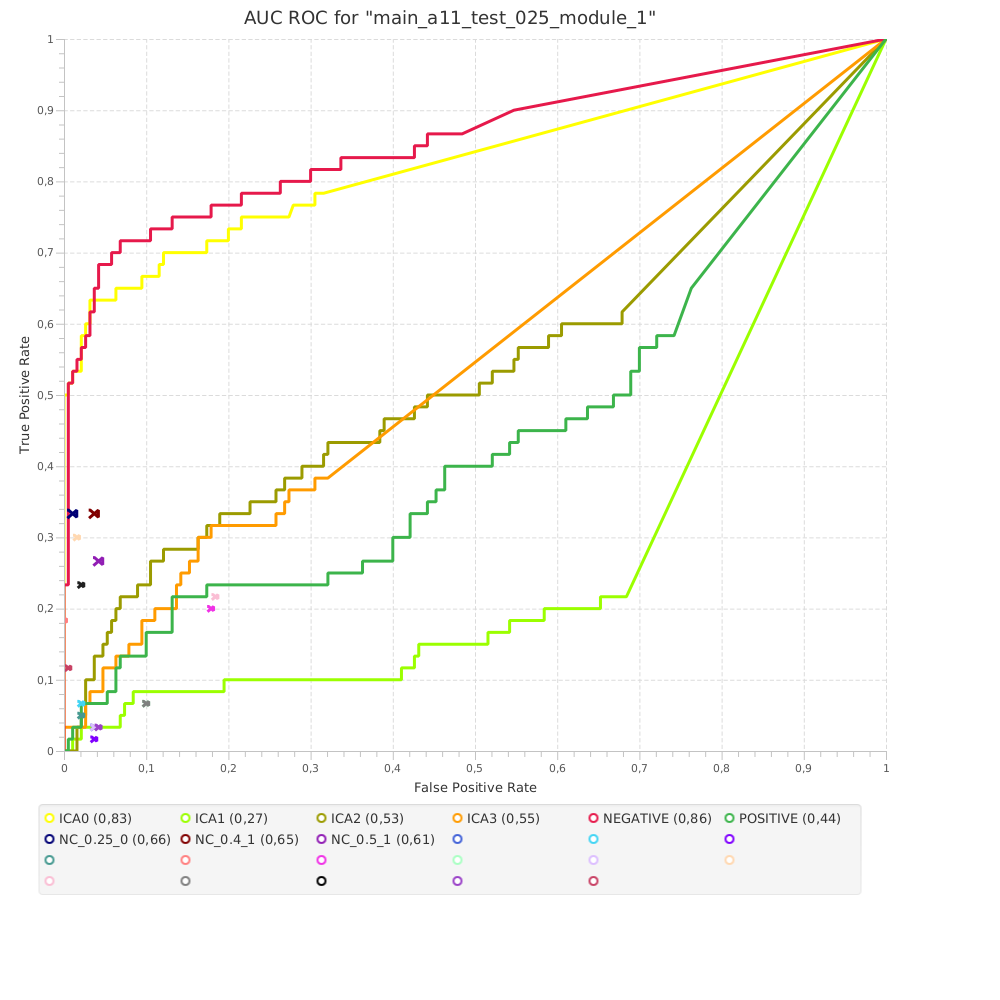 AUC ROC for "main_a11_test_025_module_1"
1
0,9
0,8
0,7
0,6
0,5
0,4
0,3
0,2
0,1
0
True Positive Rate
0 0,1 0,2 0,3 0,4 0,5 0,6 0,7 0,8 0,9 1
False Positive Rate
ICA0 (0,83) ICA1 (0,27) ICA2 (0,53) ICA3 (0,55) NEGATIVE (0,86) POSITIVE (0,44)
NC_0.25_0 (0,66) NC_0.4_1 (0,65) NC_0.5_1 (0,61)